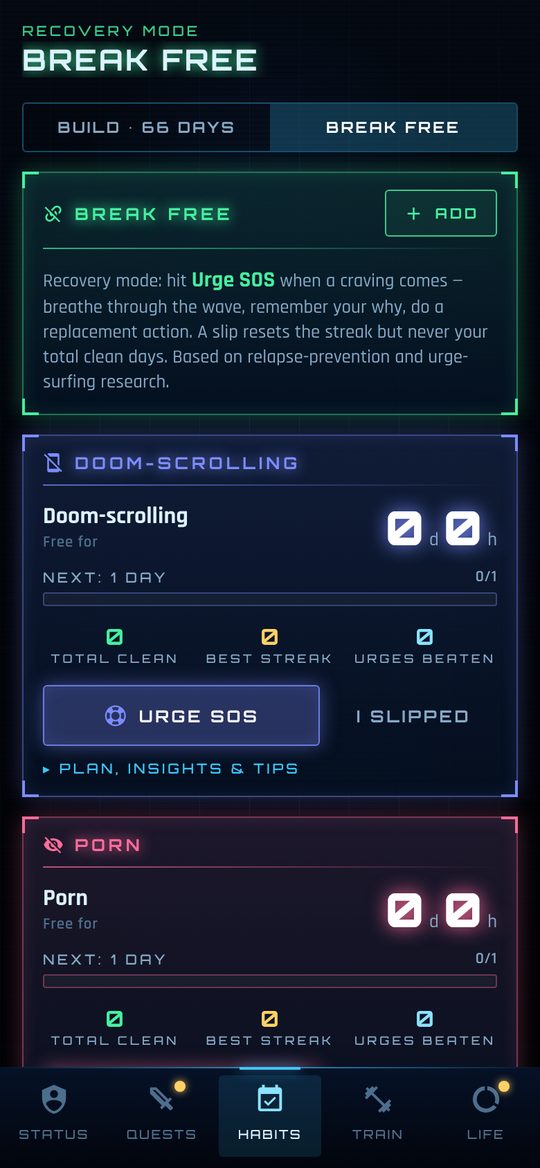 RECOVERY MODE
BREAK FREE
BUILD · 66 DAYS
BREAK FREE
BREAK FREE
+ ADD
Recovery mode: hit Urge SOS when a craving comes —
breathe through the wave, remember your why, do a
replacement action. A slip resets the streak but never your
total clean days. Based on relapse-prevention and urge-
surfing research.
DOOM-SCROLLING
Doom-scrolling
Free for
0 d 0 h
NEXT: 1 DAY
0/1
0
0
0
TOTAL CLEAN
BEST STREAK
URGES BEATEN
URGE SOS
I SLIPPED
▸ PLAN, INSIGHTS & TIPS
PORN
Porn
Free for
0 d 0 h
NEXT: 1 DAY
0/1
0
0
0
TOTAL CLEAN
BEST STREAK
URGES BEATEN
STATUS
QUESTS
HABITS
TRAIN
LIFE